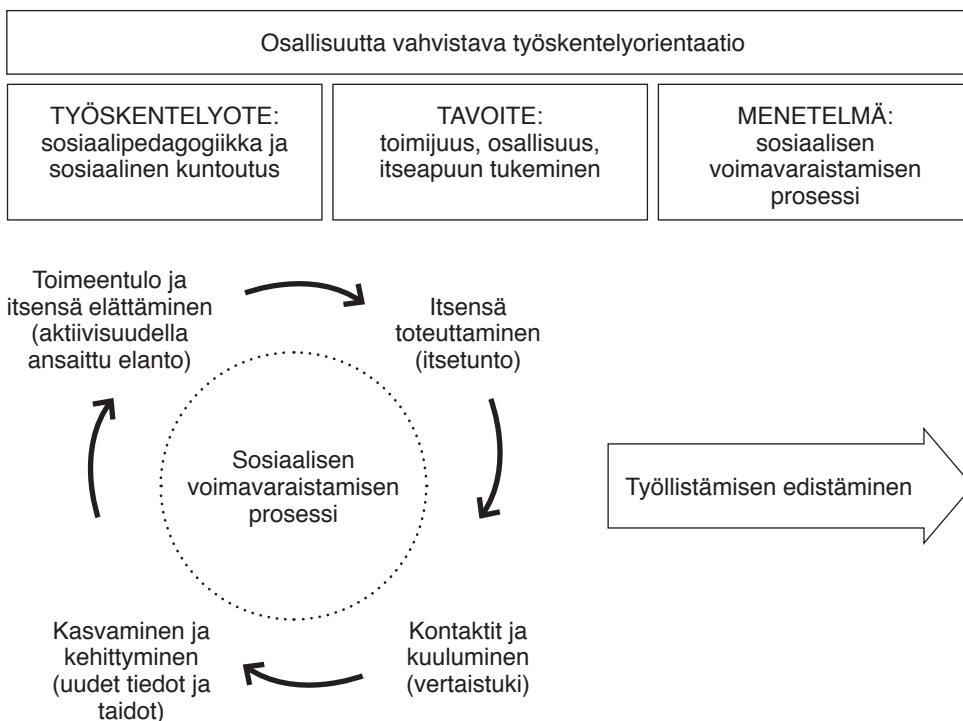 Osallisuutta vahvistava työskentelyorientaatio
TYÖSKENTELYOTE:
sosiaalipedagogiikka ja
sosiaalinen kuntoutus
TAVOITE:
toimijuus, osallisuus,
itseapuun tukeminen
MENETELMÄ:
sosiaalisen
voimavaraistamisen
prosessi
Toimeentulo ja
itsensä elättäminen
(aktiivisuudella
ansaittu elanto)
Itsensä
toteuttaminen
(itsetunto)
Sosiaalisen
voimavaraistamisen
prosessi
Työllistämisen edistäminen
Kasvaminen ja
kehittyminen
(uudet tiedot ja
taidot)
Kontaktit ja
kuuluminen
(vertaistuki)